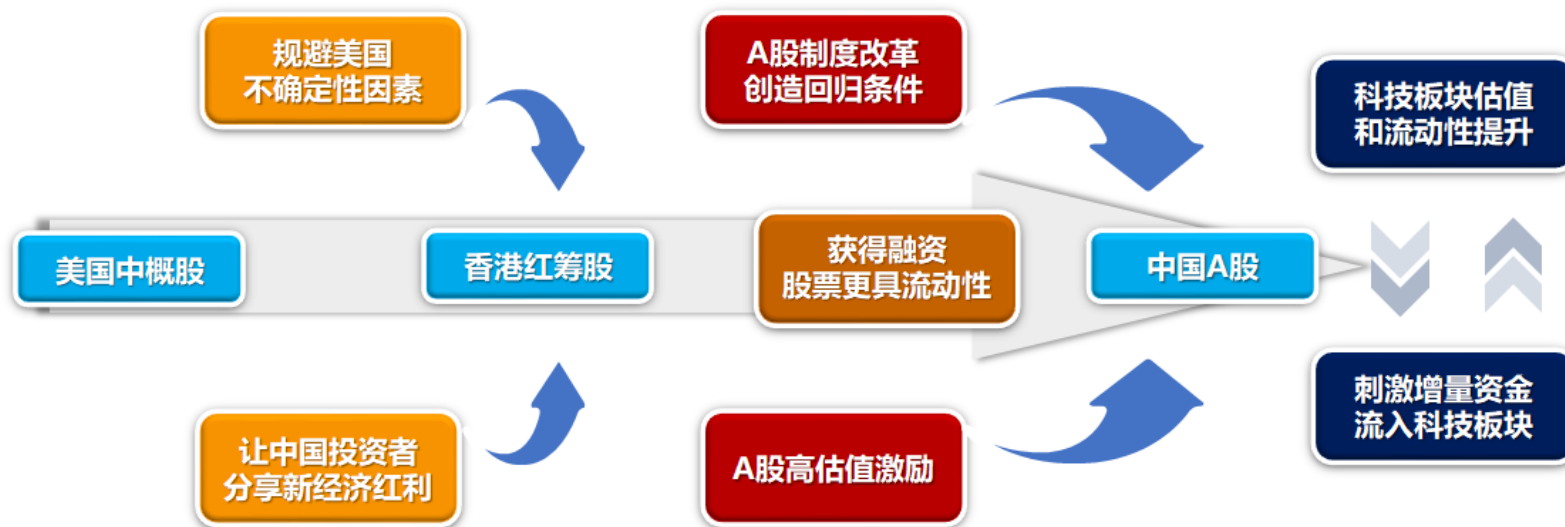 规避美国
不确定性因素
A股制度改革
创造回归条件
科技板块估值
和流动性提升
美国中概股
香港红筹股
获得融资
股票更具流动性
中国A股
让中国投资者
分享新经济红利
A股高估值激励
刺激增量资金
流入科技板块